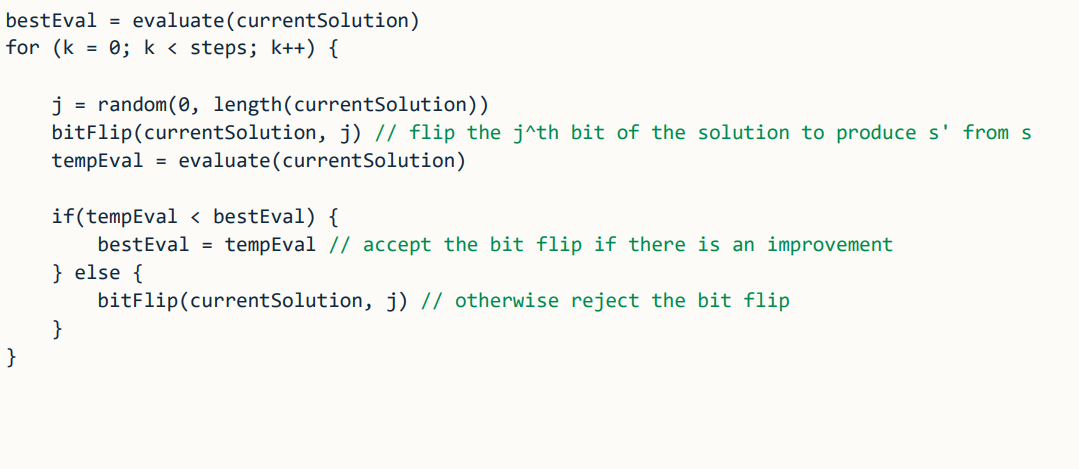 bestEval = evaluate(currentSolution)
for (k = 0; k < steps; k++) {
j = random(0, length(currentSolution))
bitFlip(currentSolution, j) // flip the j^th bit of the solution to produce s' from s
tempEval = evaluate(currentSolution)
if(tempEval < bestEval) {
bestEval = tempEval // accept the bit flip if there is an improvement
} else {
bitFlip(currentSolution, j) // otherwise reject the bit flip
}
}